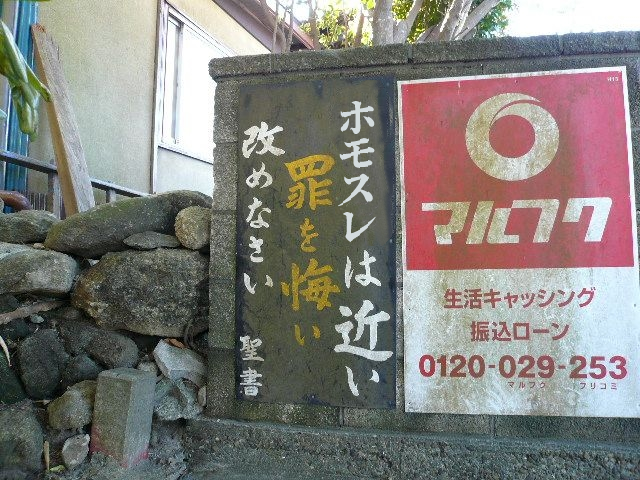 ホモスレは近い
罪を悔い
改めなさい 聖書
マルフク
生活キャッシング
振込ローン
0120-029-253
マルフク フリコミ